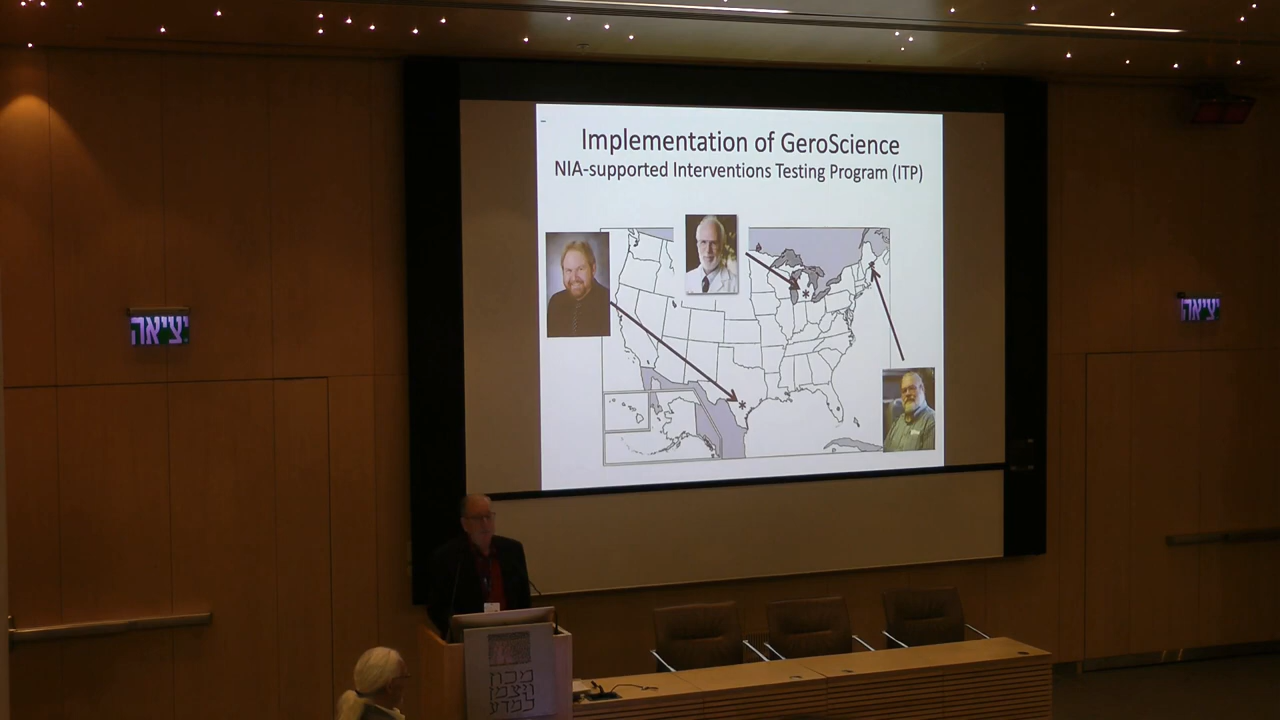 Implementation of GeroScience
NIA-supported Interventions Testing Program (ITP)
יציאה
יציאה
מכון
ויצמן
למדע